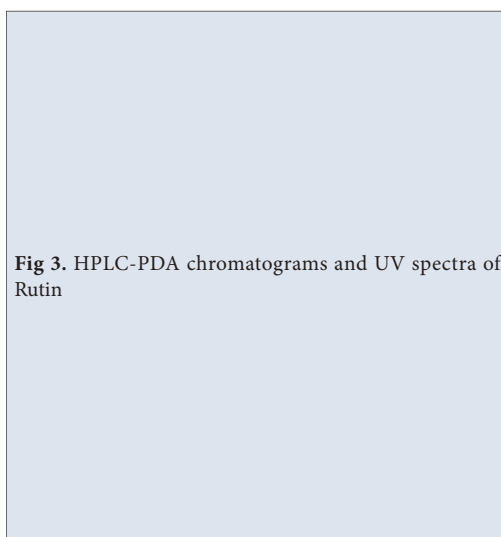 Fig 3. HPLC-PDA chromatograms and UV spectra of
Rutin